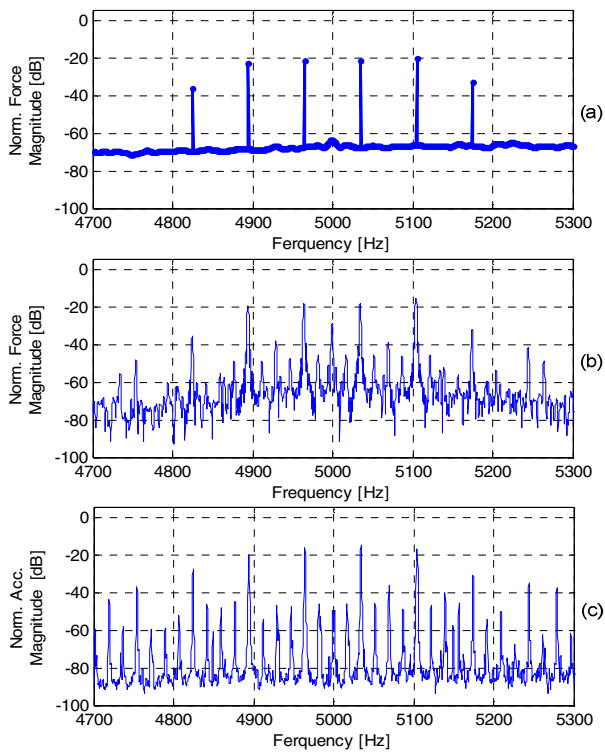 0
-20
-40
-60
-80
-100
Norm. Force
Magnitude [dB]
4700 4800 4900 5000 5100 5200 5300
Ferquency [Hz]
(a)
0
-20
-40
-60
-80
-100
Norm. Force
Magnitude [dB]
4700 4800 4900 5000 5100 5200 5300
Frequency [Hz]
(b)
0
-20
-40
-60
-80
-100
Norm. Acc.
Magnitude [dB]
4700 4800 4900 5000 5100 5200 5300
Ferquency [Hz]
(c)